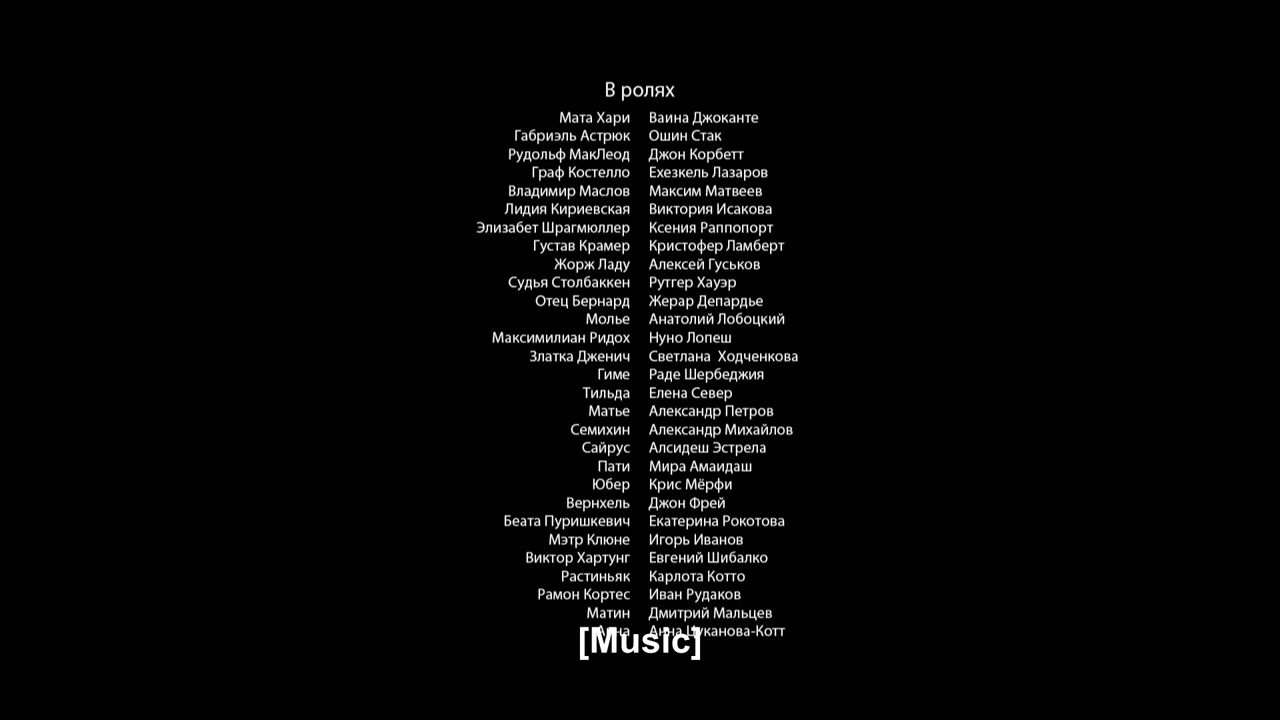 В ролях
Мата Хари Ваина Джоканте
Габриэль Астрюк Ошин Стак
Рудольф МакЛеод Джон Корбетт
Граф Костелло Ехезкель Лазаров
Владимир Маслов Максим Матвеев
Лидия Кириевская Виктория Исакова
Элизабет Шрагмюллер Ксения Раппопорт
Густав Крамер Кристофер Ламберт
Жорж Ладу Алексей Гуськов
Судья Столбаккен Рутгер Хауэр
Отец Бернард Жерар Депардье
Молье Анатолий Лобоцкий
Максимилиан Ридох Нуно Лопеш
Златка Дженич Светлана Ходченкова
Гиме Раде Шербеджия
Тильда Елена Север
Матье Александр Петров
Семихин Александр Михайлов
Сайрус Алсидеш Эстрела
Пати Мира Амаидаш
Юбер Крис Мёрфи
Вернхель Джон Фрей
Беата Пуришкевич Екатерина Рокотова
Мэтр Клюне Игорь Иванов
Виктор Хартунг Евгений Шибалко
Растиньяк Карлота Котто
Рамон Кортес Иван Рудаков
Матин Дмитрий Мальцев
Анна Анна Цуканова-Котт
[Music]